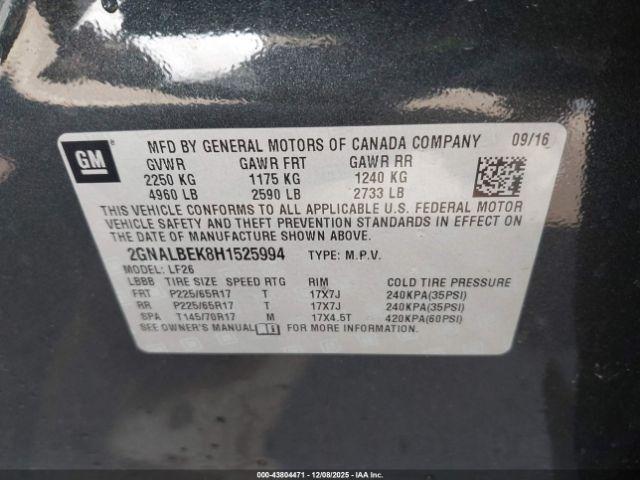 GM
MFD BY GENERAL MOTORS OF CANADA COMPANY 09/16
GVWR GAWR FRT GAWR RR
2250 KG 1175 KG 1240 KG
4960 LB 2590 LB 2733 LB
THIS VEHICLE CONFORMS TO ALL APPLICABLE U.S. FEDERAL MOTOR
VEHICLE SAFETY AND THEFT PREVENTION STANDARDS IN EFFECT ON
THE DATE OF MANUFACTURE SHOWN ABOVE.
2GNALBEK8H1525994 TYPE: M.P.V.
MODEL: LF26
LBBB TIRE SIZE SPEED RTG RIM COLD TIRE PRESSURE
FRT P225/65R17 T 17X7J 240KPA(35PSI)
RR P225/65R17 T 17X7J 240KPA(35PSI)
SPA T145/70R17 M 17X4.5T 420KPA(60PSI)
SEE OWNER'S MANUAL FOR MORE INFORMATION.
000-43804471 - 12/08/2025 - IAA Inc.